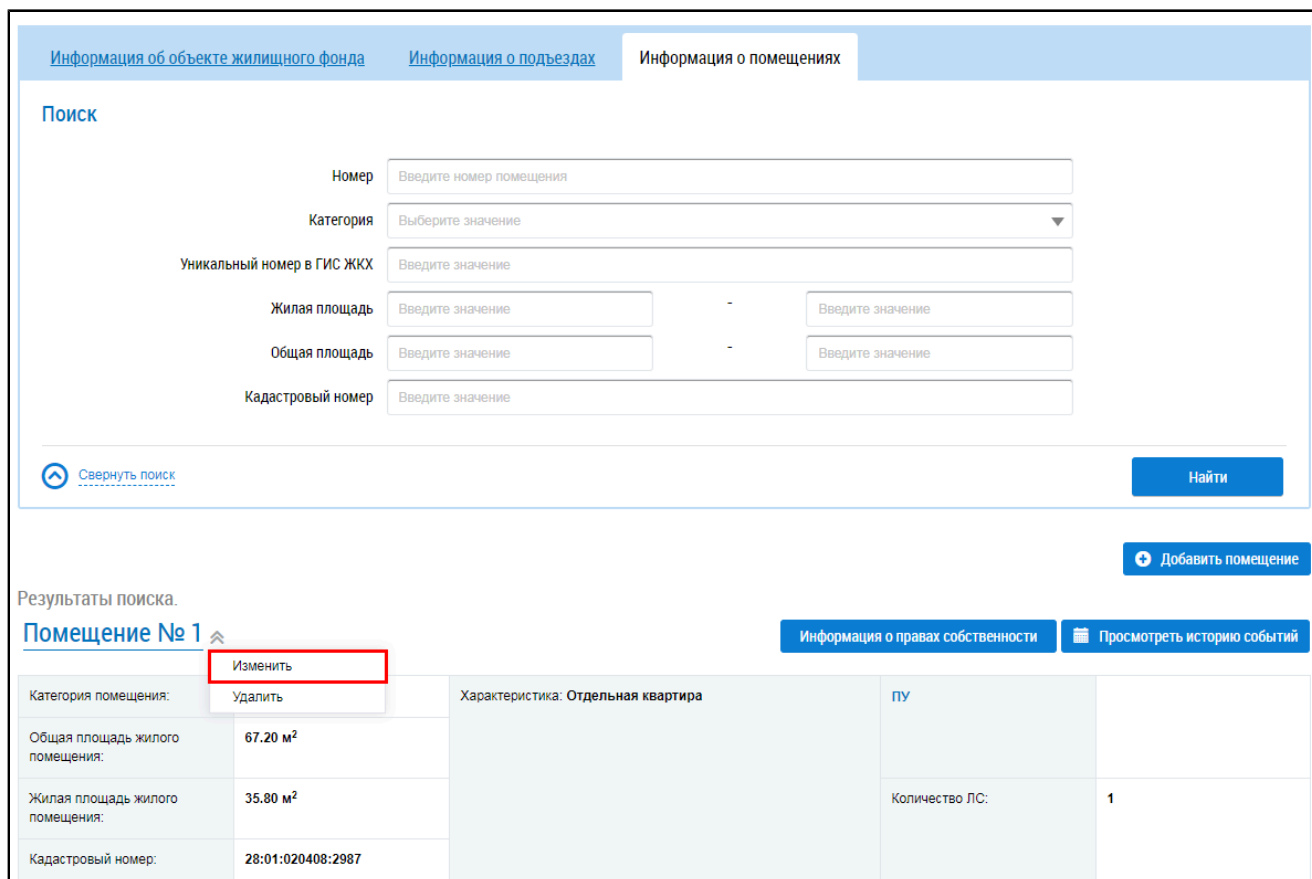 Информация об объекте жилищного фонда Информация о подъездах Информация о помещениях
Поиск
Номер Введите номер помещения
Категория Выберите значение
Уникальный номер в ГИС ЖКХ Введите значение
Жилая площадь Введите значение - Введите значение
Общая площадь Введите значение - Введите значение
Кадастровый номер Введите значение
Свернуть поиск Найти
Добавить помещение
Результаты поиска.
Помещение № 1 Информация о правах собственности Просмотреть историю событий
Изменить
Категория помещения: Удалить Характеристика: Отдельная квартира ПУ
Общая площадь жилого
помещения: 67.20 м²
Жилая площадь жилого
помещения: 35.80 м² Количество ЛС: 1
Кадастровый номер: 28:01:020408:2987